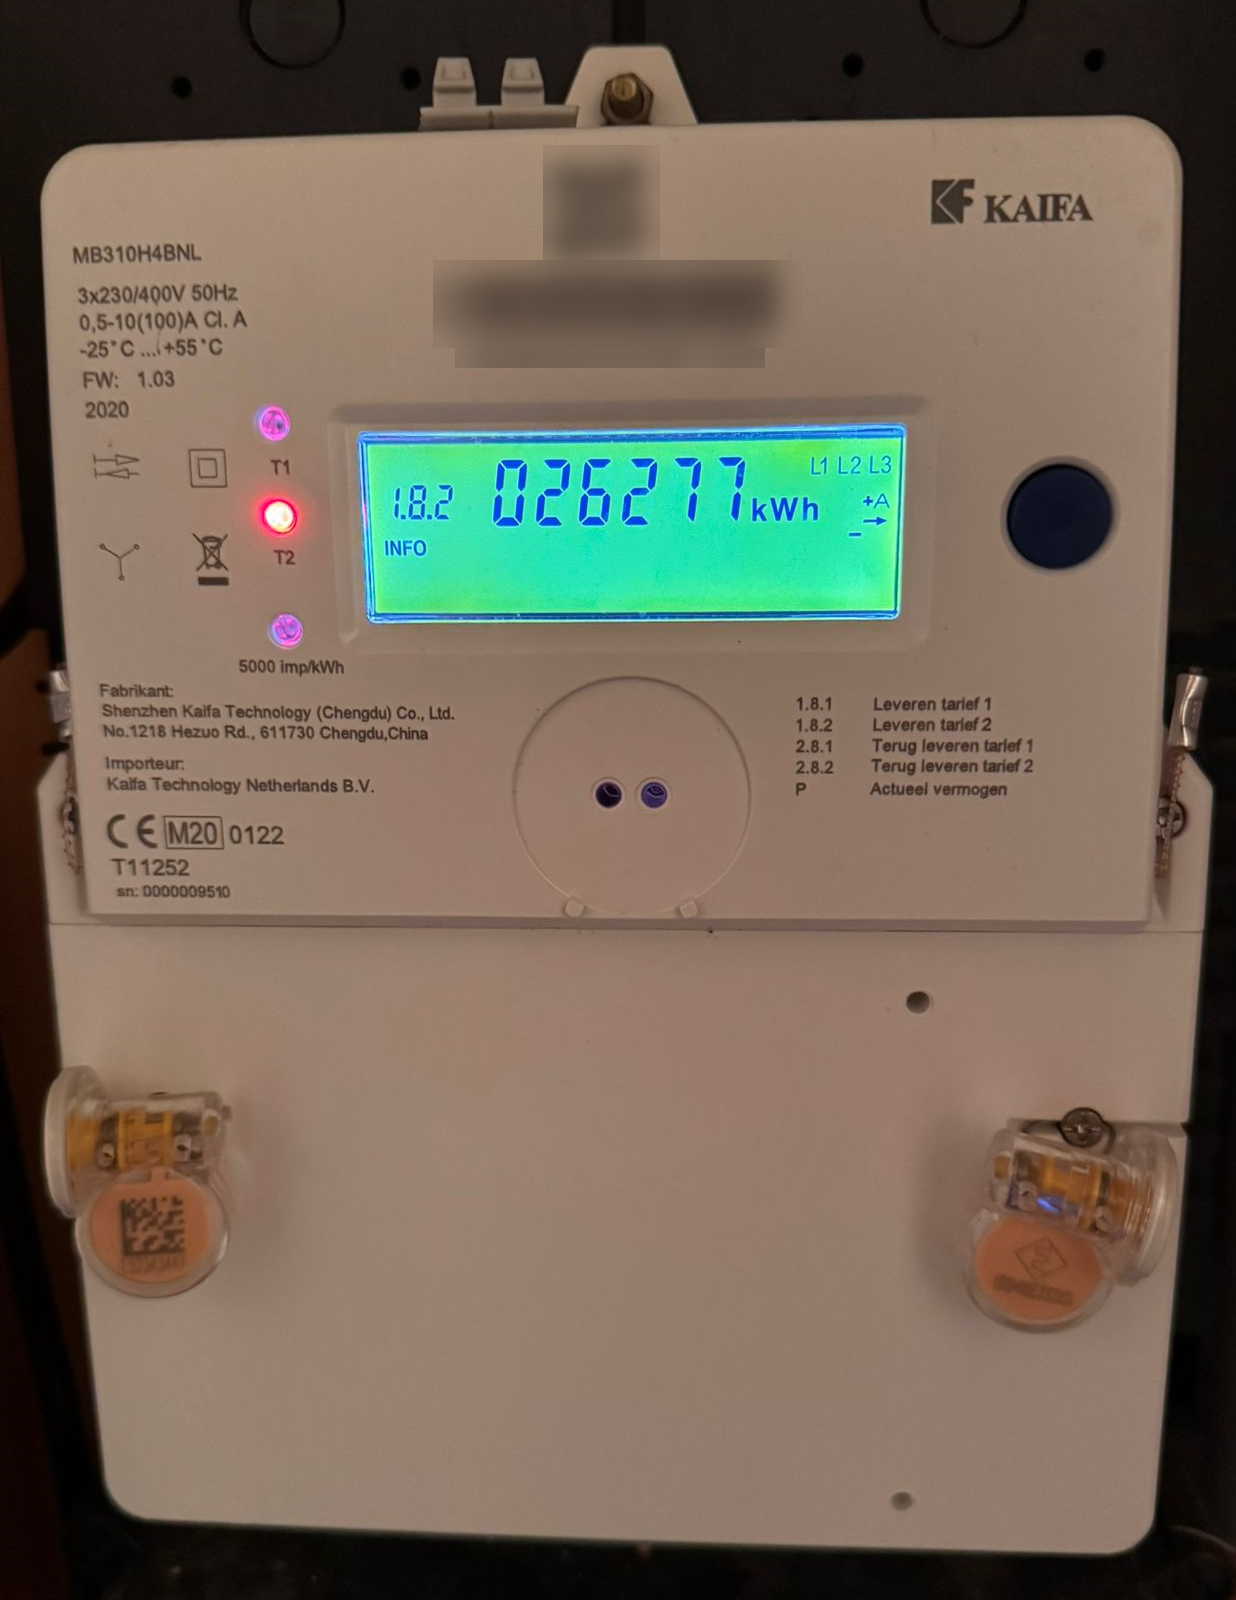 KAIFA
MB310H4BNL
3x230/400V 50Hz
0,5-10(100)A Cl. A
-25°C ...+55°C
FW: 1.03
2020
T1
T2
5000 imp/kWh
1.8.2 026277 kWh
L1 L2 L3
+A
INFO
Fabrikant:
Shenzhen Kaifa Technology (Chengdu) Co., Ltd.
No.1218 Hezuo Rd., 611730 Chengdu,China
Importeur:
Kaifa Technology Netherlands B.V.
CE M20 0122
T11252
sn: 0000009510
1.8.1 Leveren tarief 1
1.8.2 Leveren tarief 2
2.8.1 Terug leveren tarief 1
2.8.2 Terug leveren tarief 2
P Actueel vermogen